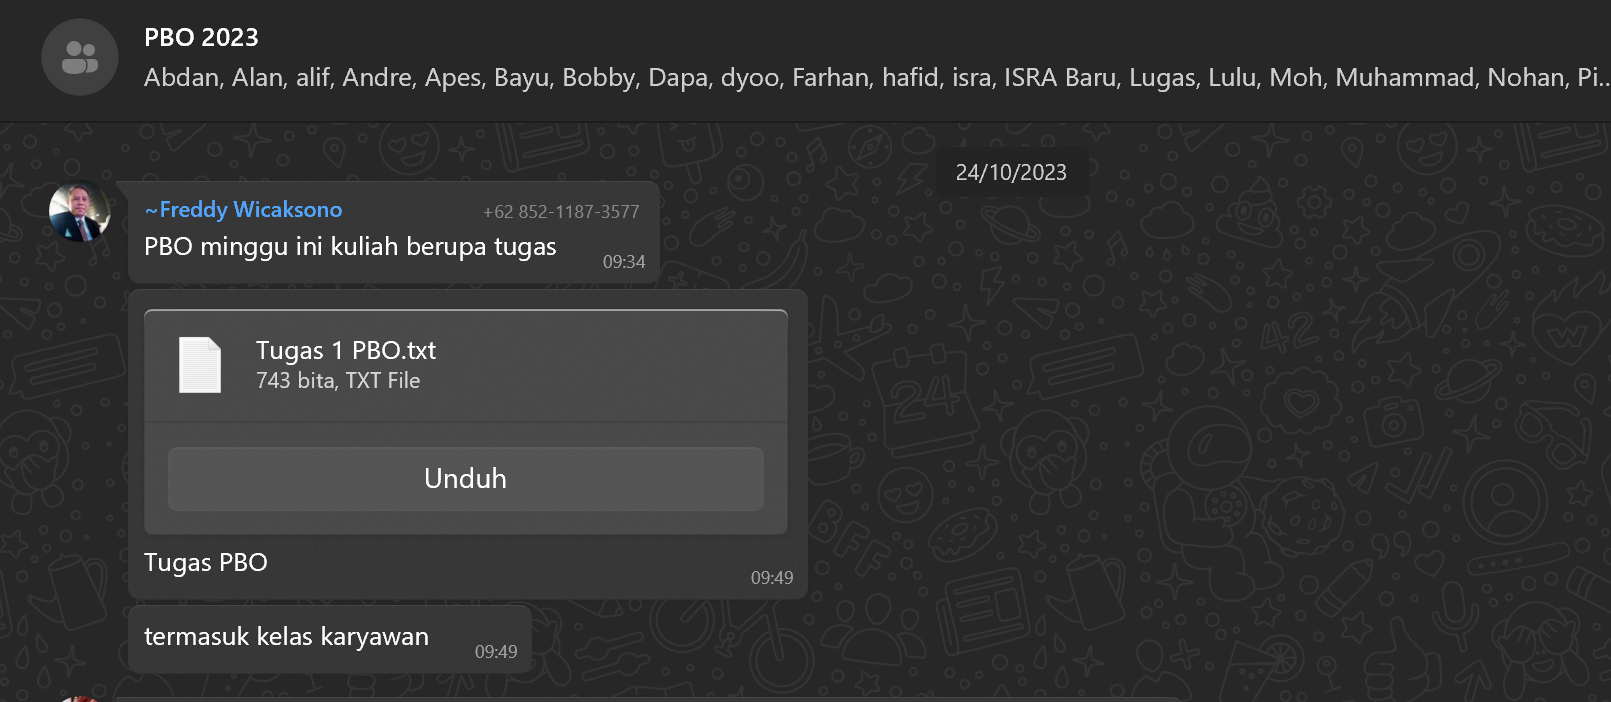 PBO 2023
Abdan, Alan, alif, Andre, Apes, Bayu, Bobby, Dapa, dyoo, Farhan, hafid, isra, ISRA Baru, Lugas, Lulu, Moh, Muhammad, Nohan, Pi...
24/10/2023
~Freddy Wicaksono +62 852-1187-3577
PBO minggu ini kuliah berupa tugas
09:34
Tugas 1 PBO.txt
743 bita, TXT File
Unduh
Tugas PBO
09:49
termasuk kelas karyawan
09:49